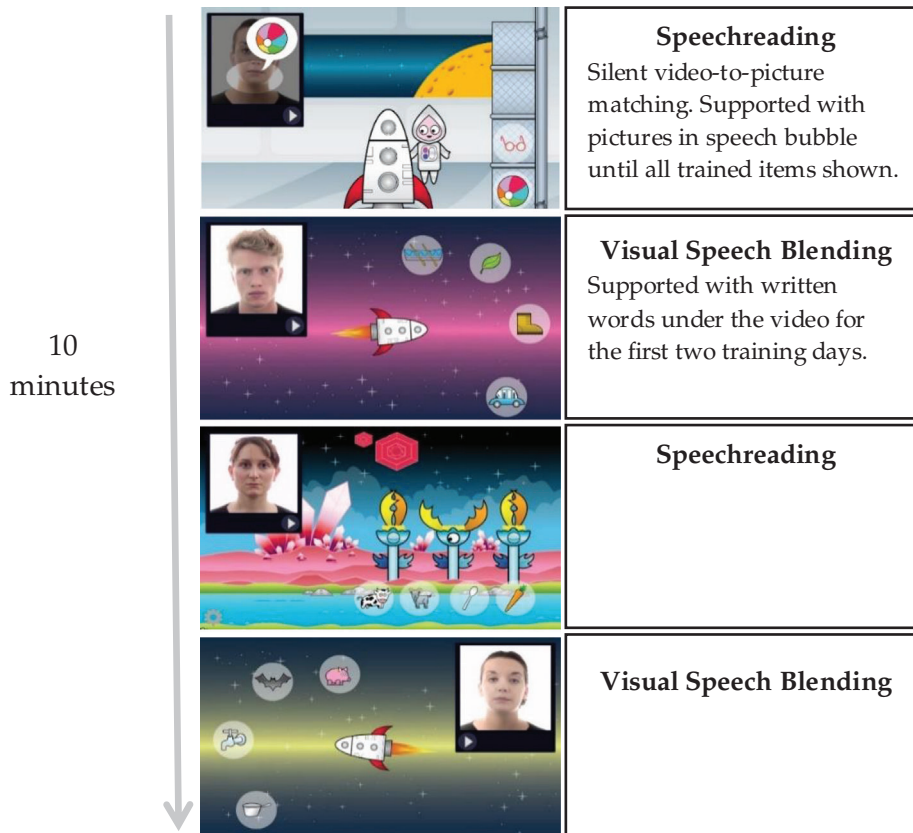 10
minutes
Speechreading
Silent video-to-picture
matching. Supported with
pictures in speech bubble
until all trained items shown.
Visual Speech Blending
Supported with written
words under the video for
the first two training days.
Speechreading
Visual Speech Blending